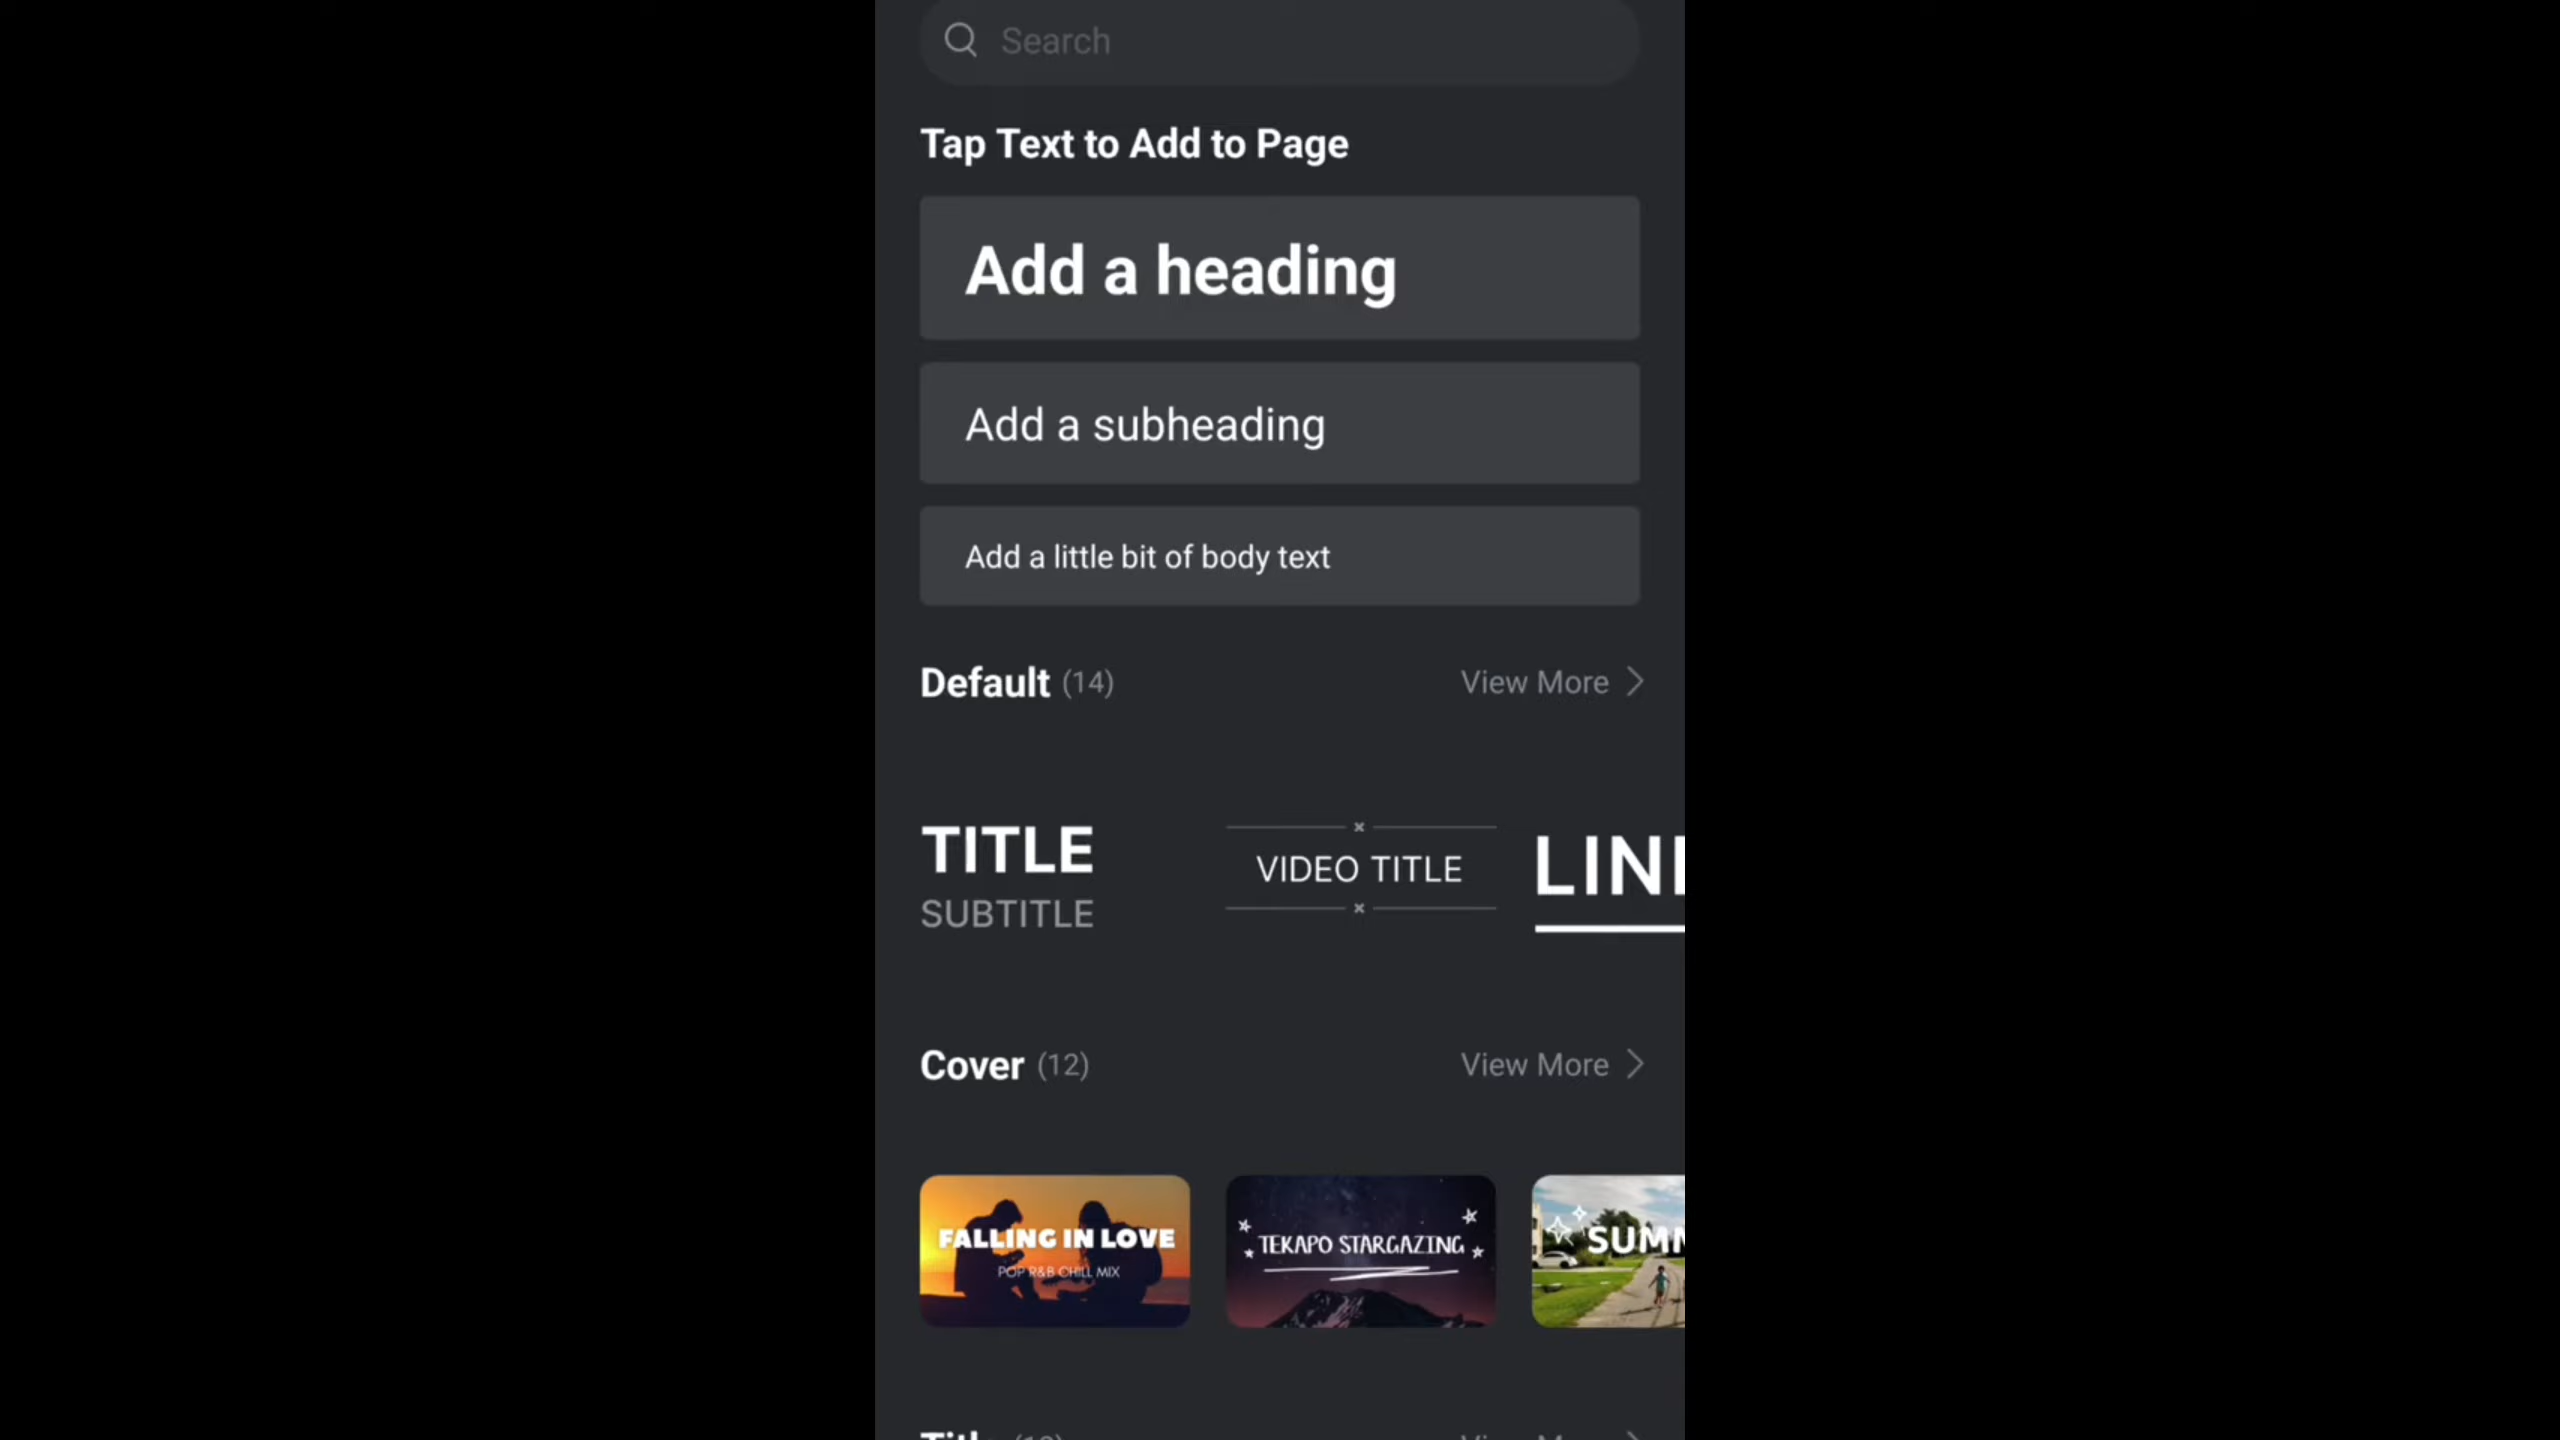 Search
Tap Text to Add to Page
Add a heading
Add a subheading
Add a little bit of body text
Default (14)
View More
TITLE
SUBTITLE
VIDEO TITLE
Cover (12)
View More
FALLING IN LOVE
POP R&B CHILL MIX
TEKAPO STARGAZING